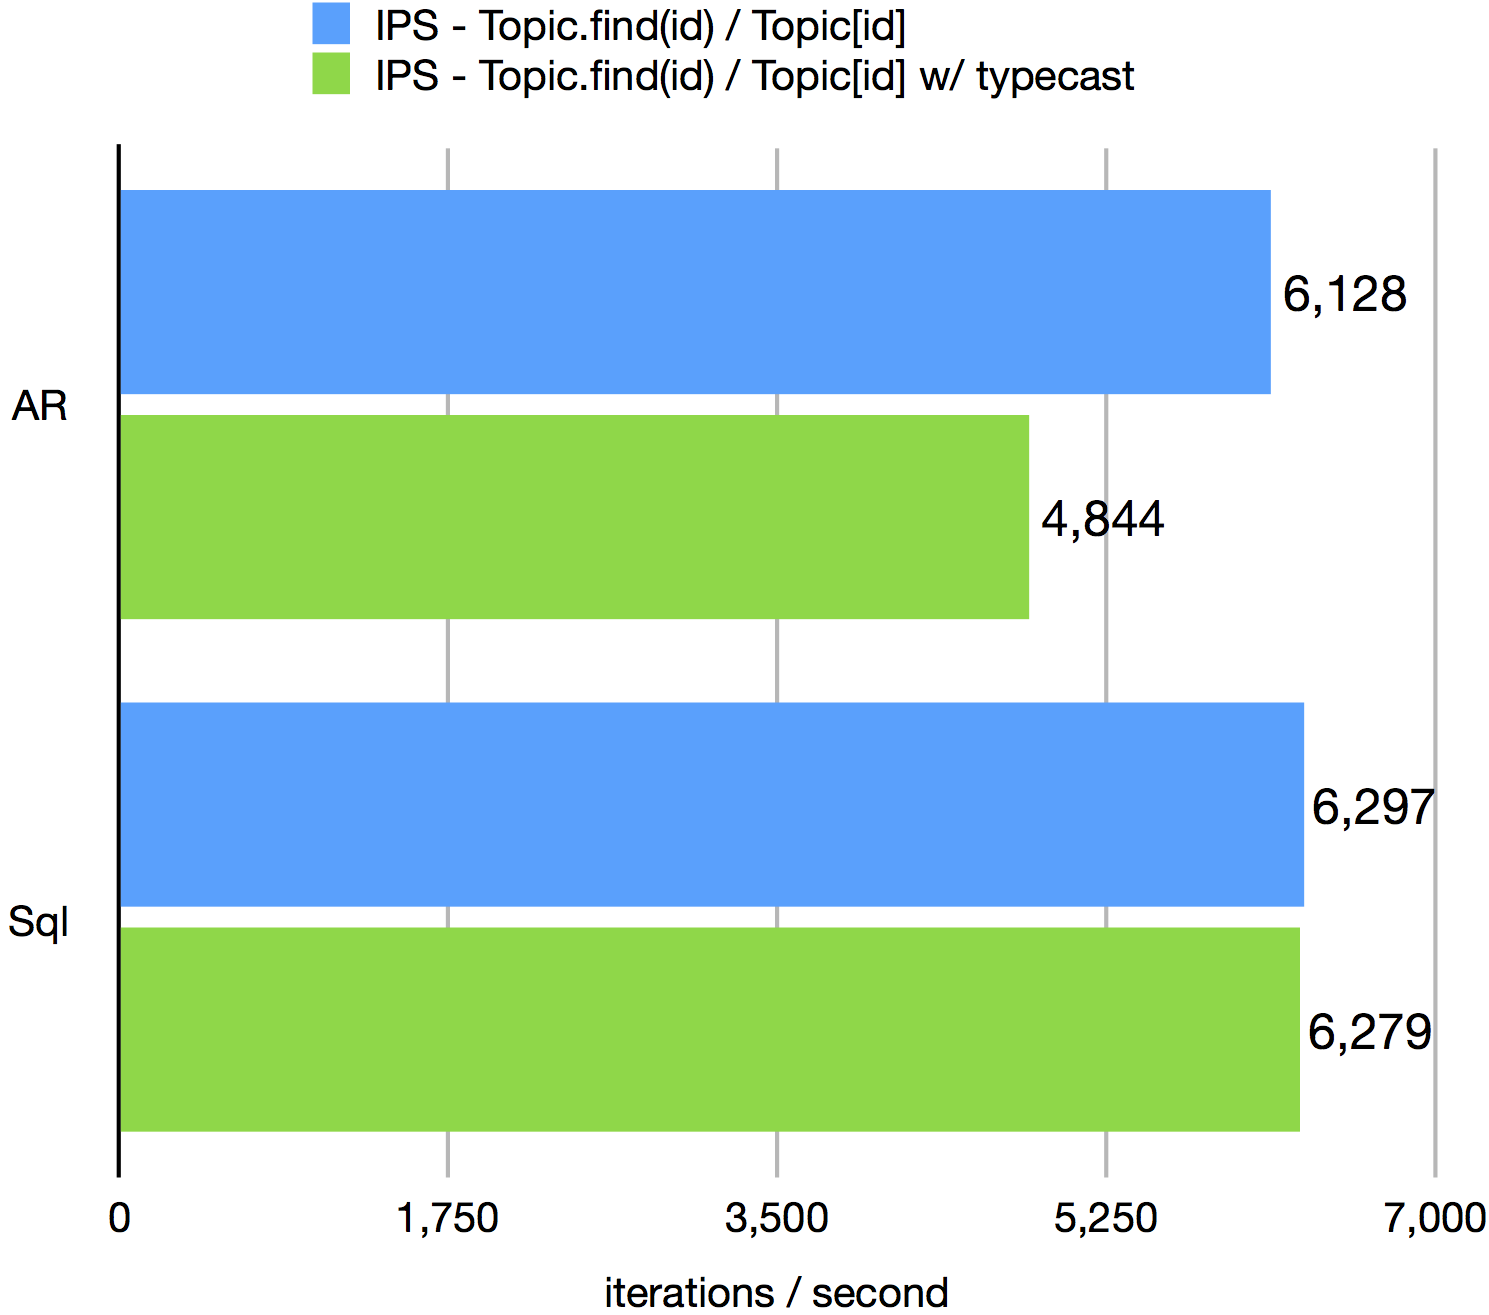 IPS - Topic.find(id) / Topic[id]
IPS - Topic.find(id) / Topic[id] w/ typecast
6,128
AR
4,844
6,297
Sql
6,279
0 1,750 3,500 5,250 7,000
iterations / second